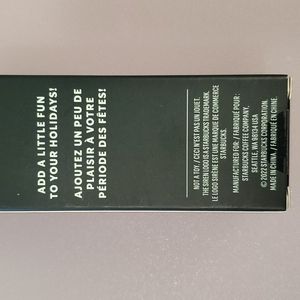 ADD A LITTLE FUN
TO YOUR HOLIDAYS!
AJOUTEZ UN PEU DE
PLAISIR À VOTRE
PÉRIODE DES FÊTES!
NOT A TOY. / CECI N'EST PAS UN JOUET.
THE SIREN LOGO IS A STARBUCKS TRADEMARK.
LE LOGO SIRÈNE EST UNE MARQUE DE COMMERCE
STARBUCKS.
MANUFACTURED FOR: / FABRIQUÉ POUR :
STARBUCKS COFFEE COMPANY,
SEATTLE, WA 98134 USA
© 2022 STARBUCKS CORPORATION.
MADE IN CHINA. / FABRIQUÉ EN CHINE.